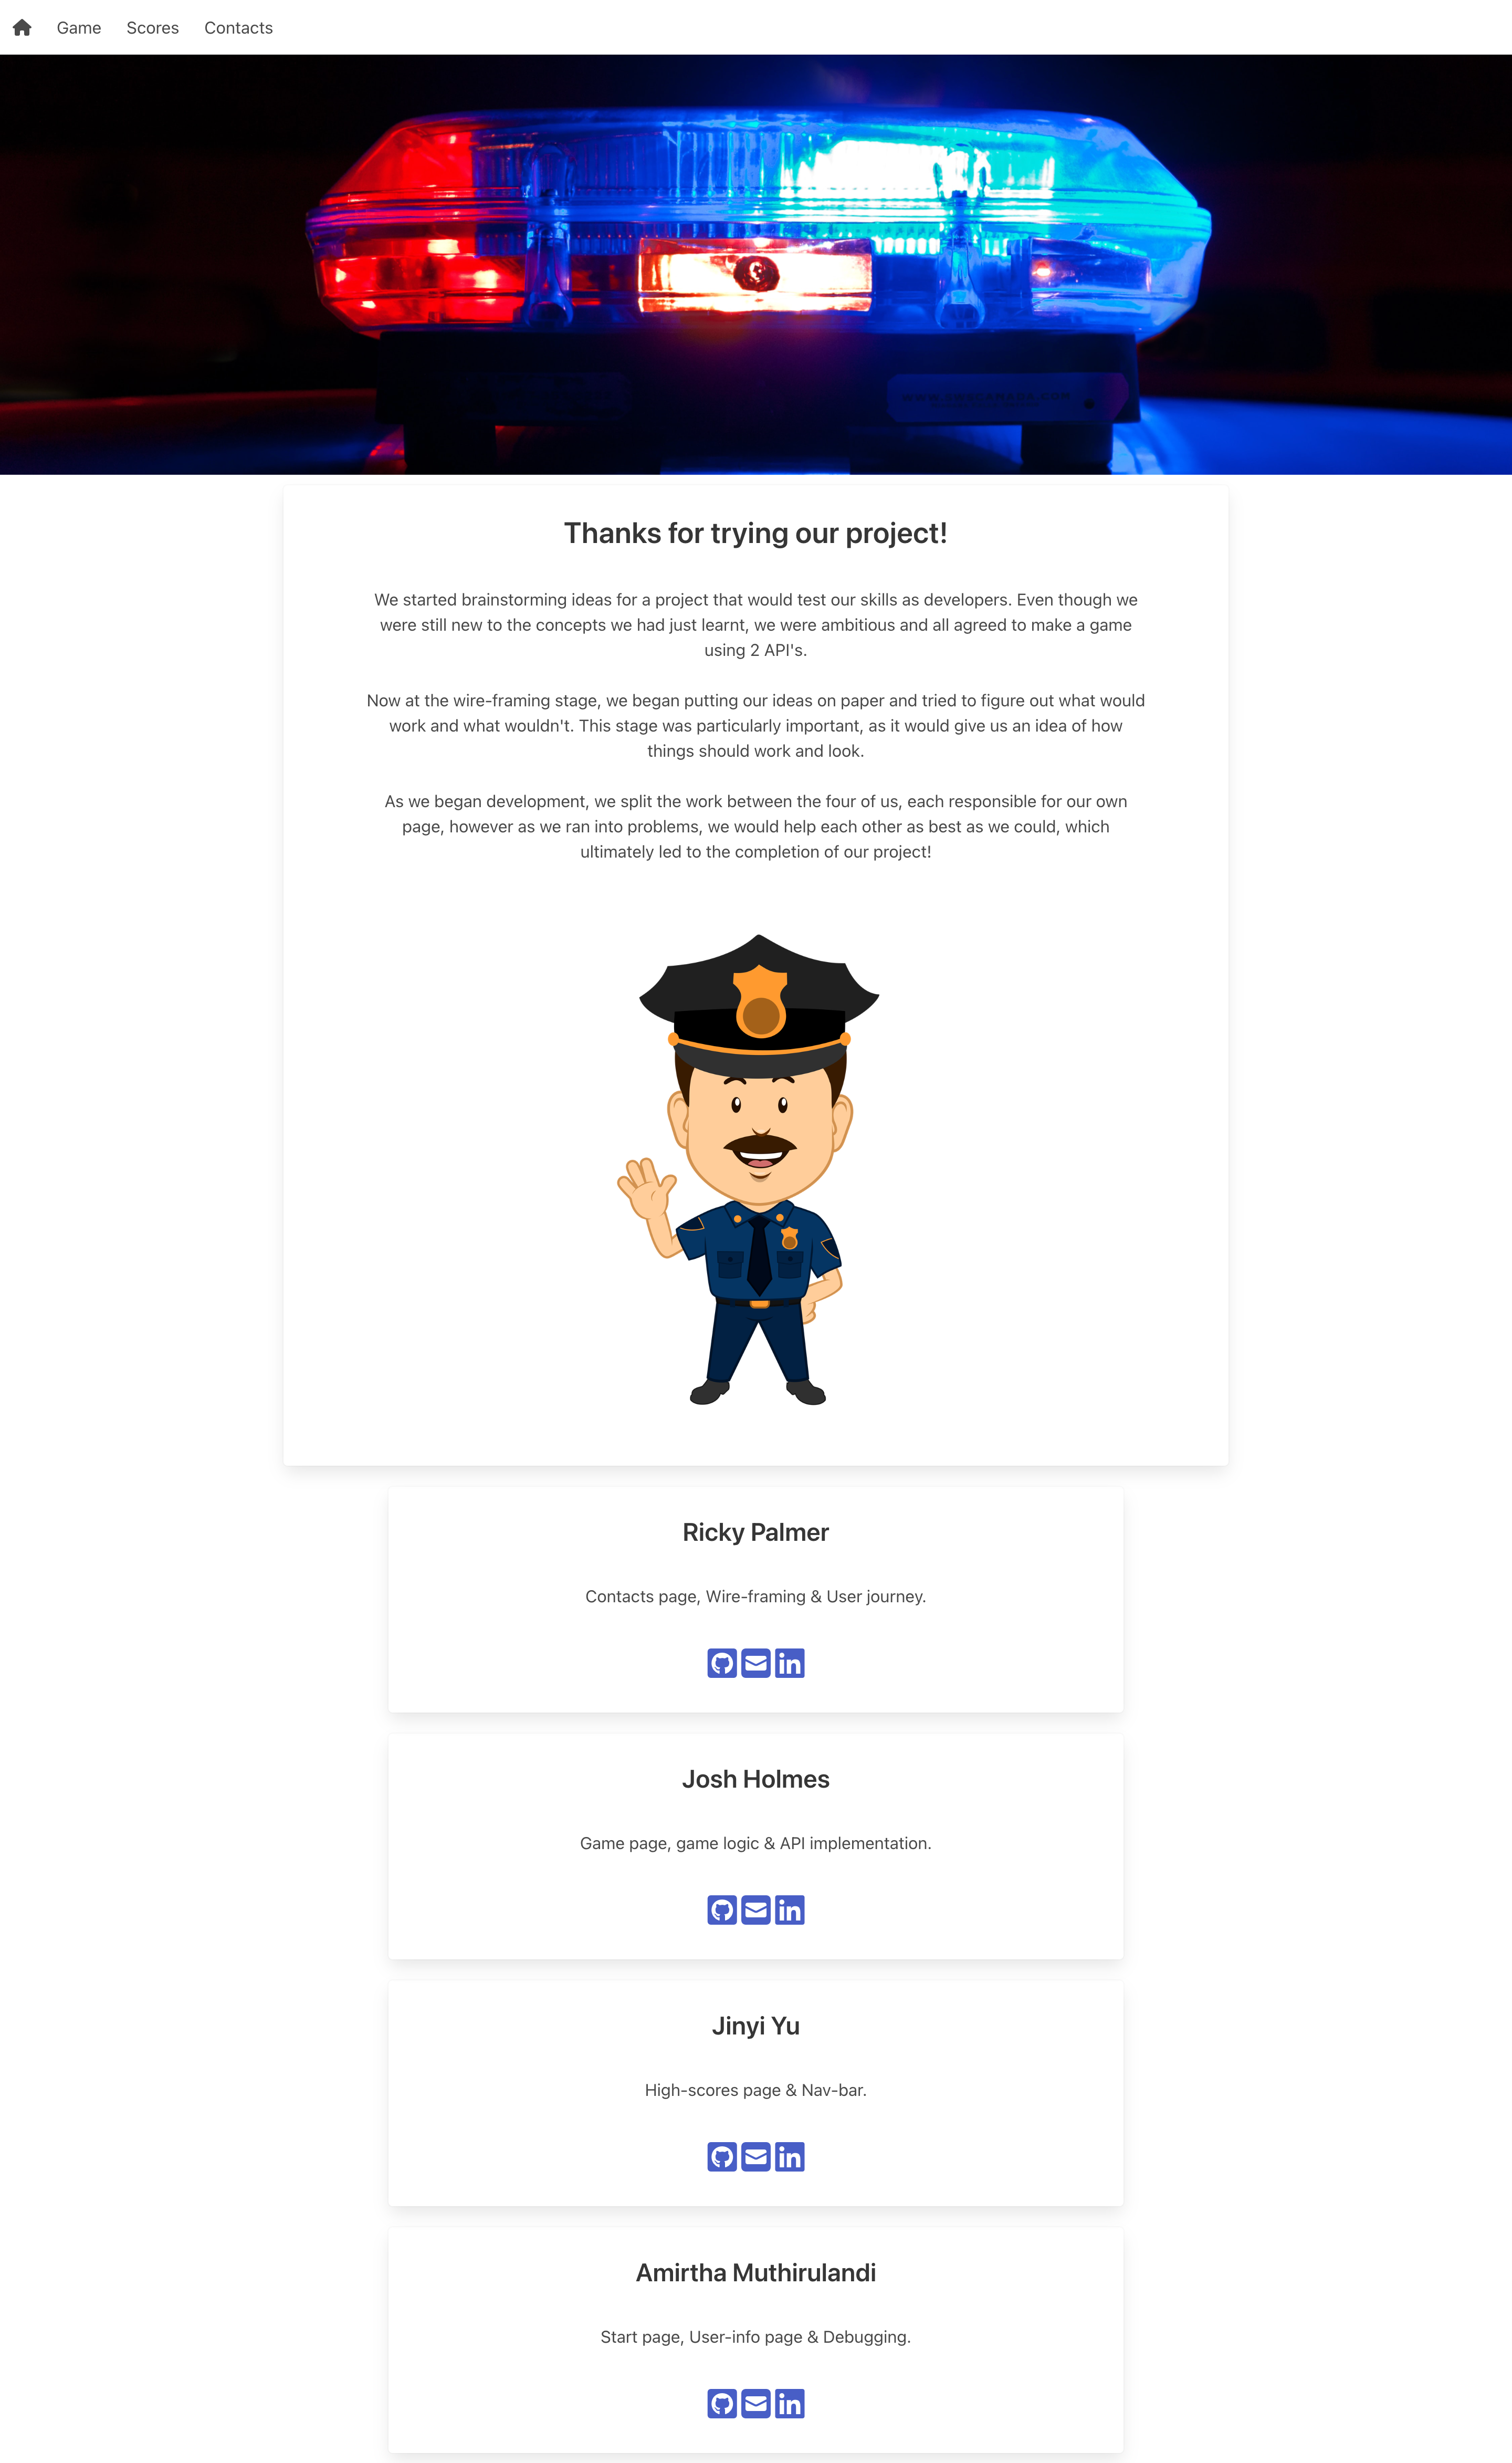 Game Scores Contacts
Thanks for trying our project!
We started brainstorming ideas for a project that would test our skills as developers. Even though we
were still new to the concepts we had just learnt, we were ambitious and all agreed to make a game
using 2 API's.
Now at the wire-framing stage, we began putting our ideas on paper and tried to figure out what would
work and what wouldn't. This stage was particularly important, as it would give us an idea of how
things should work and look.
As we began development, we split the work between the four of us, each responsible for our own
page, however as we ran into problems, we would help each other as best as we could, which
ultimately led to the completion of our project!
Ricky Palmer
Contacts page, Wire-framing & User journey.
in
Josh Holmes
Game page, game logic & API implementation.
in
Jinyi Yu
High-scores page & Nav-bar.
in
Amirtha Muthirulandi
Start page, User-info page & Debugging.
in